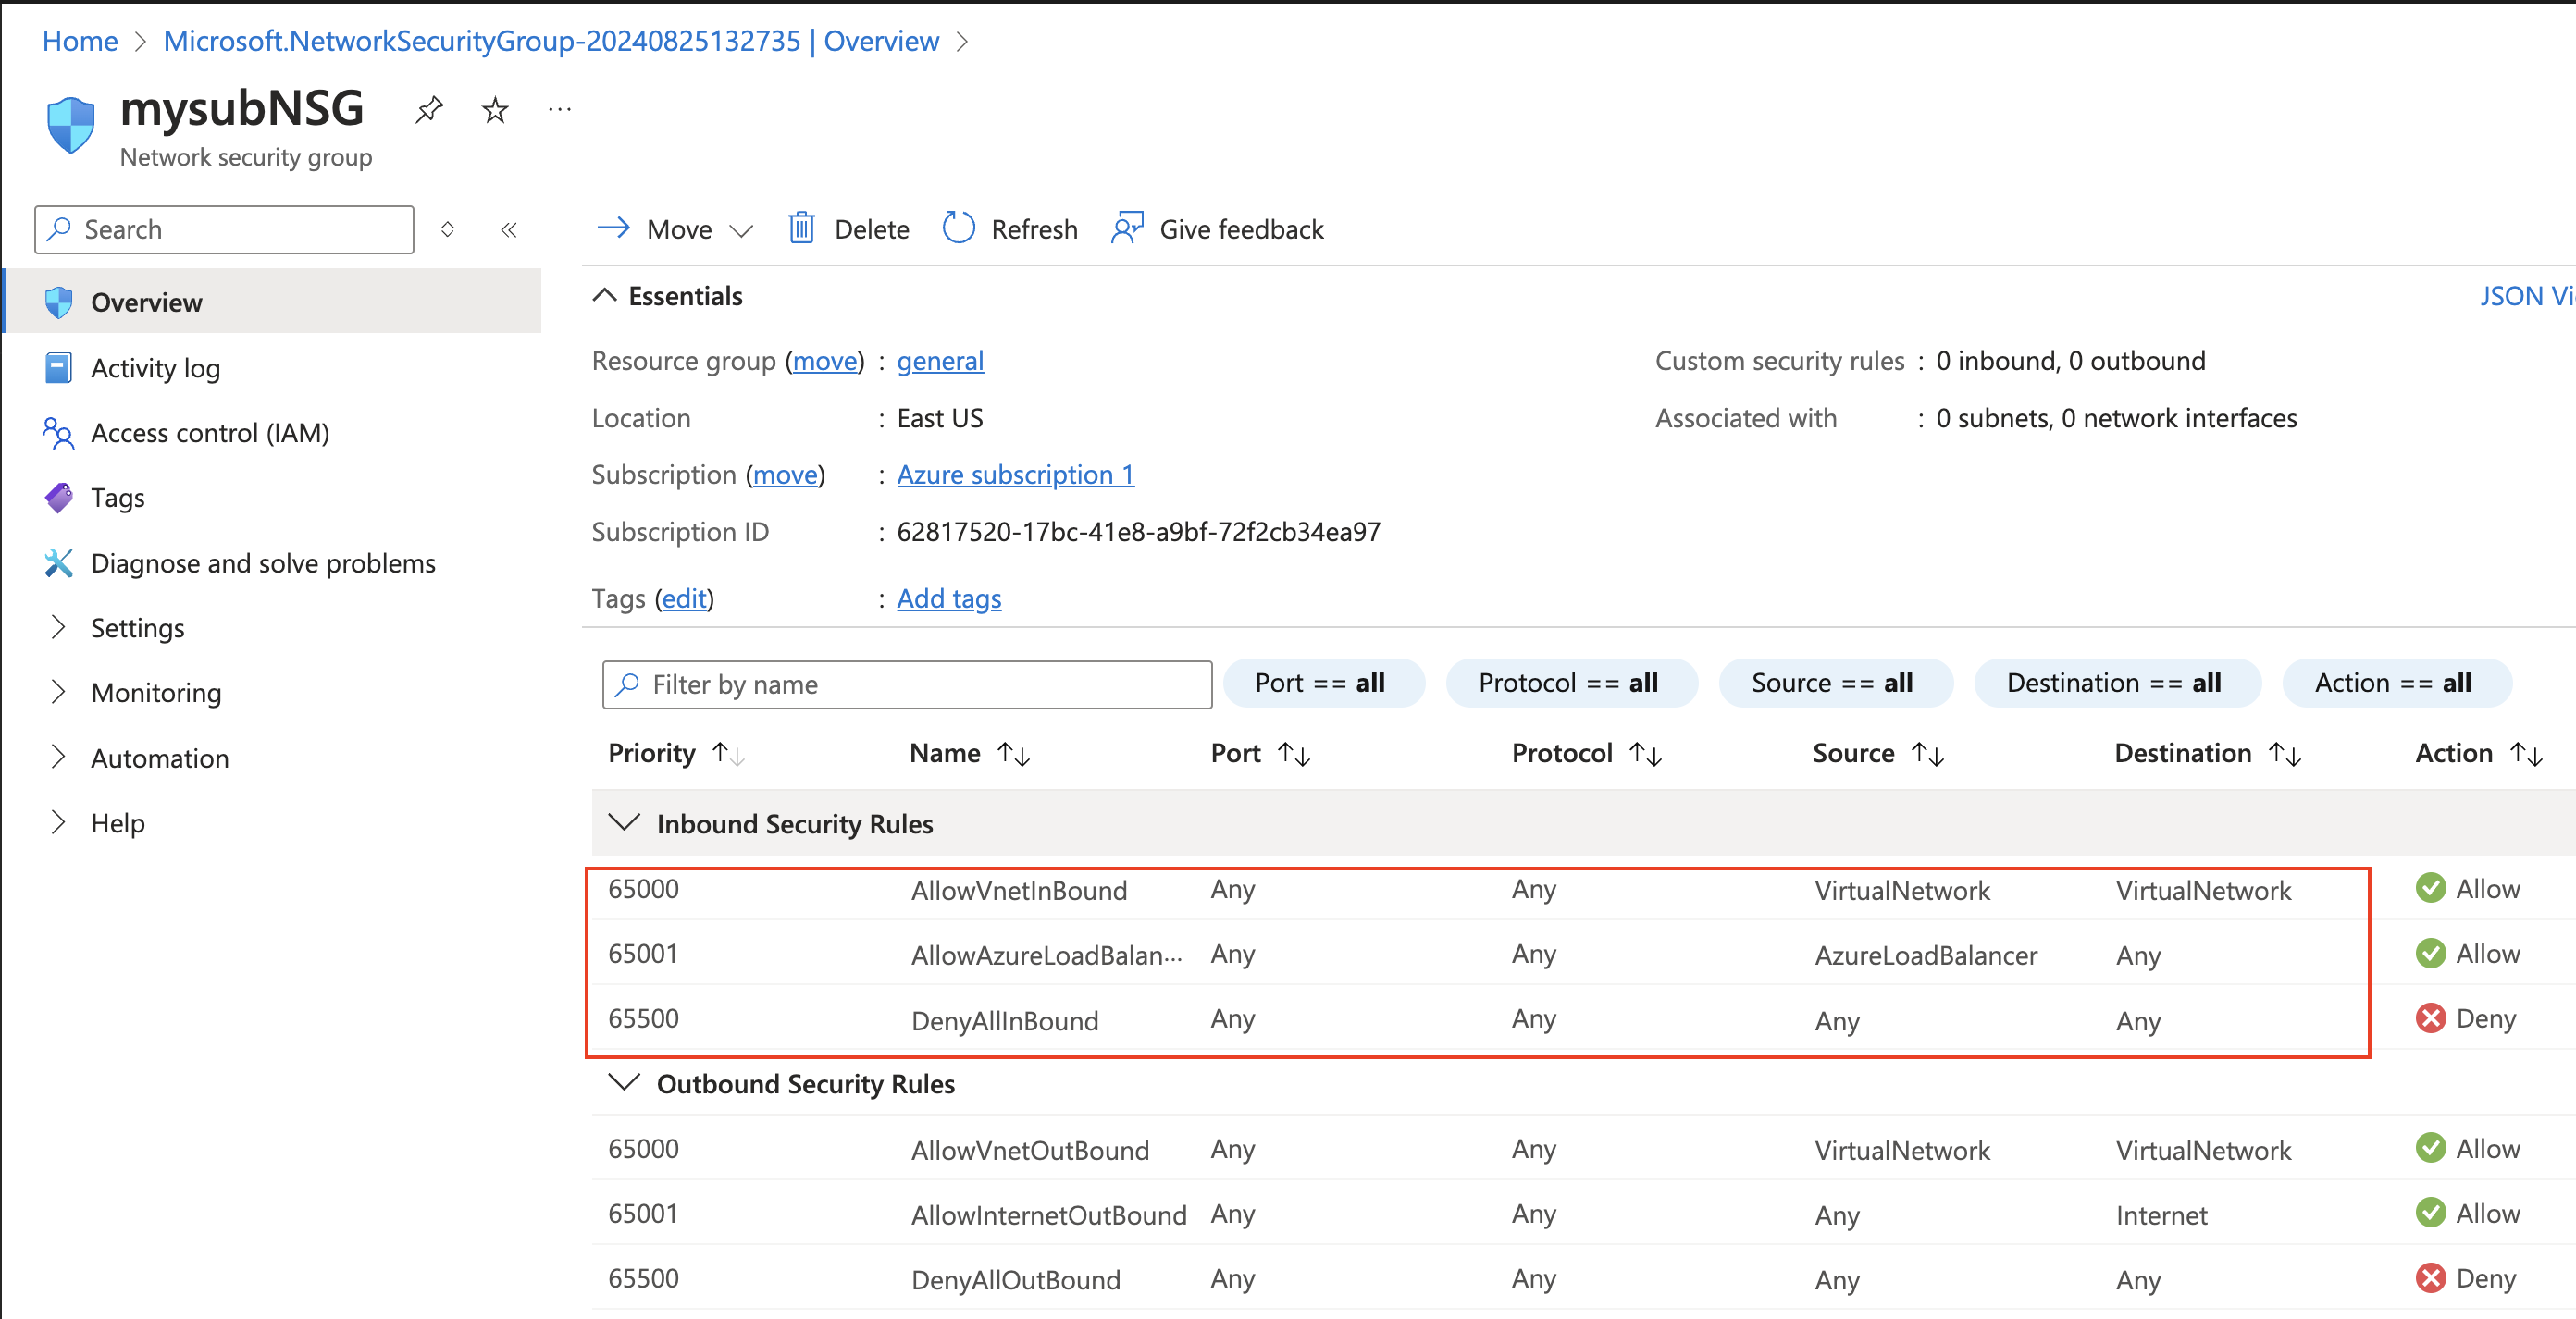 Home > Microsoft.NetworkSecurityGroup-20240825132735 | Overview >
mysubNSG
Network security group
Search
Overview
Activity log
Access control (IAM)
Tags
Diagnose and solve problems
Settings
Monitoring
Automation
Help
Move Delete Refresh Give feedback
Essentials JSON Vi
Resource group (move) : general Custom security rules : 0 inbound, 0 outbound
Location : East US Associated with : 0 subnets, 0 network interfaces
Subscription (move) : Azure subscription 1
Subscription ID : 62817520-17bc-41e8-a9bf-72f2cb34ea97
Tags (edit) : Add tags
Filter by name Port == all Protocol == all Source == all Destination == all Action == all
Priority Name Port Protocol Source Destination Action
Inbound Security Rules
65000 AllowVnetInBound Any Any VirtualNetwork VirtualNetwork Allow
65001 AllowAzureLoadBalan... Any Any AzureLoadBalancer Any Allow
65500 DenyAllInBound Any Any Any Any Deny
Outbound Security Rules
65000 AllowVnetOutBound Any Any VirtualNetwork VirtualNetwork Allow
65001 AllowInternetOutBound Any Any Any Internet Allow
65500 DenyAllOutBound Any Any Any Any Deny